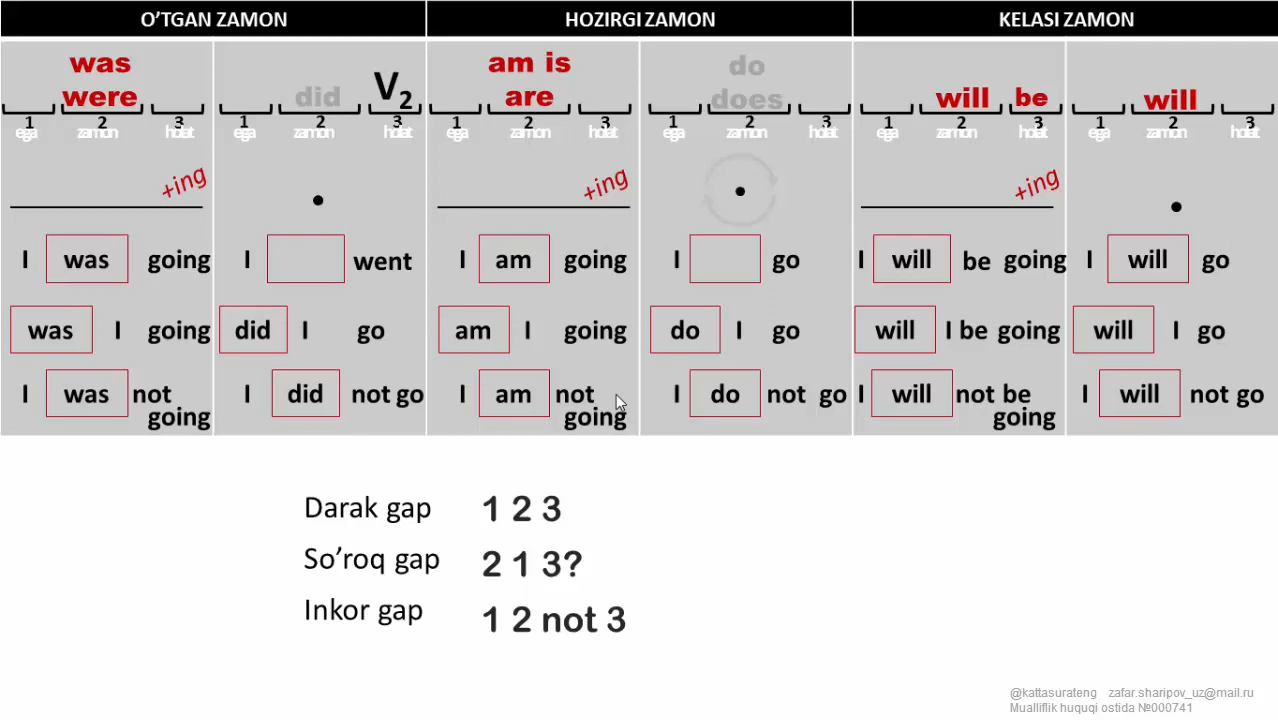 O'TGAN ZAMON HOZIRGI ZAMON KELASI ZAMON
was am is do
were did V2 are does will be will
1 2 3 1 2 3 1 2 3 1 2 3 1 2 3 1 2 3
ega zamon holat ega zamon holat ega zamon holat ega zamon holat ega zamon holat ega zamon holat
+ing +ing +ing
I was going I went I am going I go I will be going I will go
was I going did I go am I going do I go will I be going will I go
I was not I did not go I am not I do not go I will not be I will not go
going going going
Darak gap 1 2 3
So'roq gap 2 1 3?
Inkor gap 1 2 not 3
@kattasurateng zafar.sharipov_uz@mail.ru
Mualliflik huquqi ostida №000741